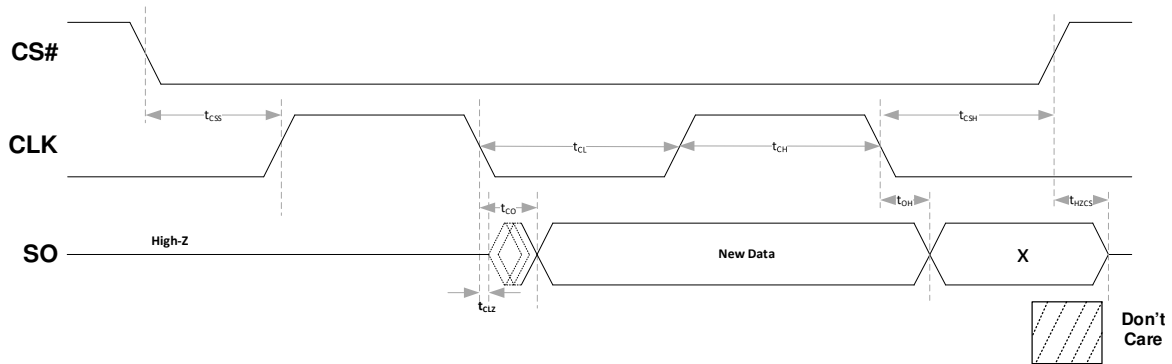 CS#
tCSS
tCSH
CLK
tCL
tCH
tCO
tOH
tHZCS
High-Z
SO
New Data
X
tCLZ
Don't
Care